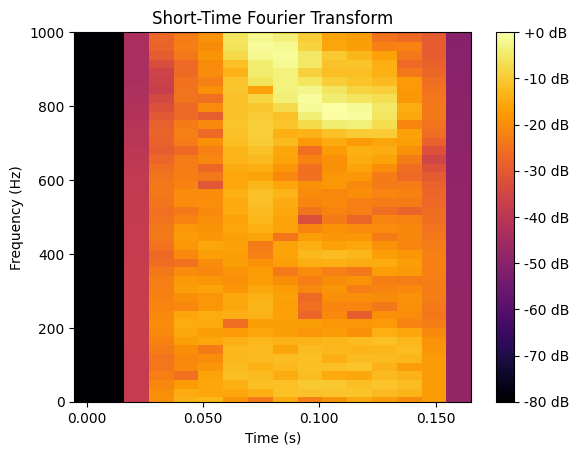 Short-Time Fourier Transform
1000
800
600
400
200
0
Frequency (Hz)
0.000
0.050
0.100
0.150
Time (s)
+0 dB
-10 dB
-20 dB
-30 dB
-40 dB
-50 dB
-60 dB
-70 dB
-80 dB